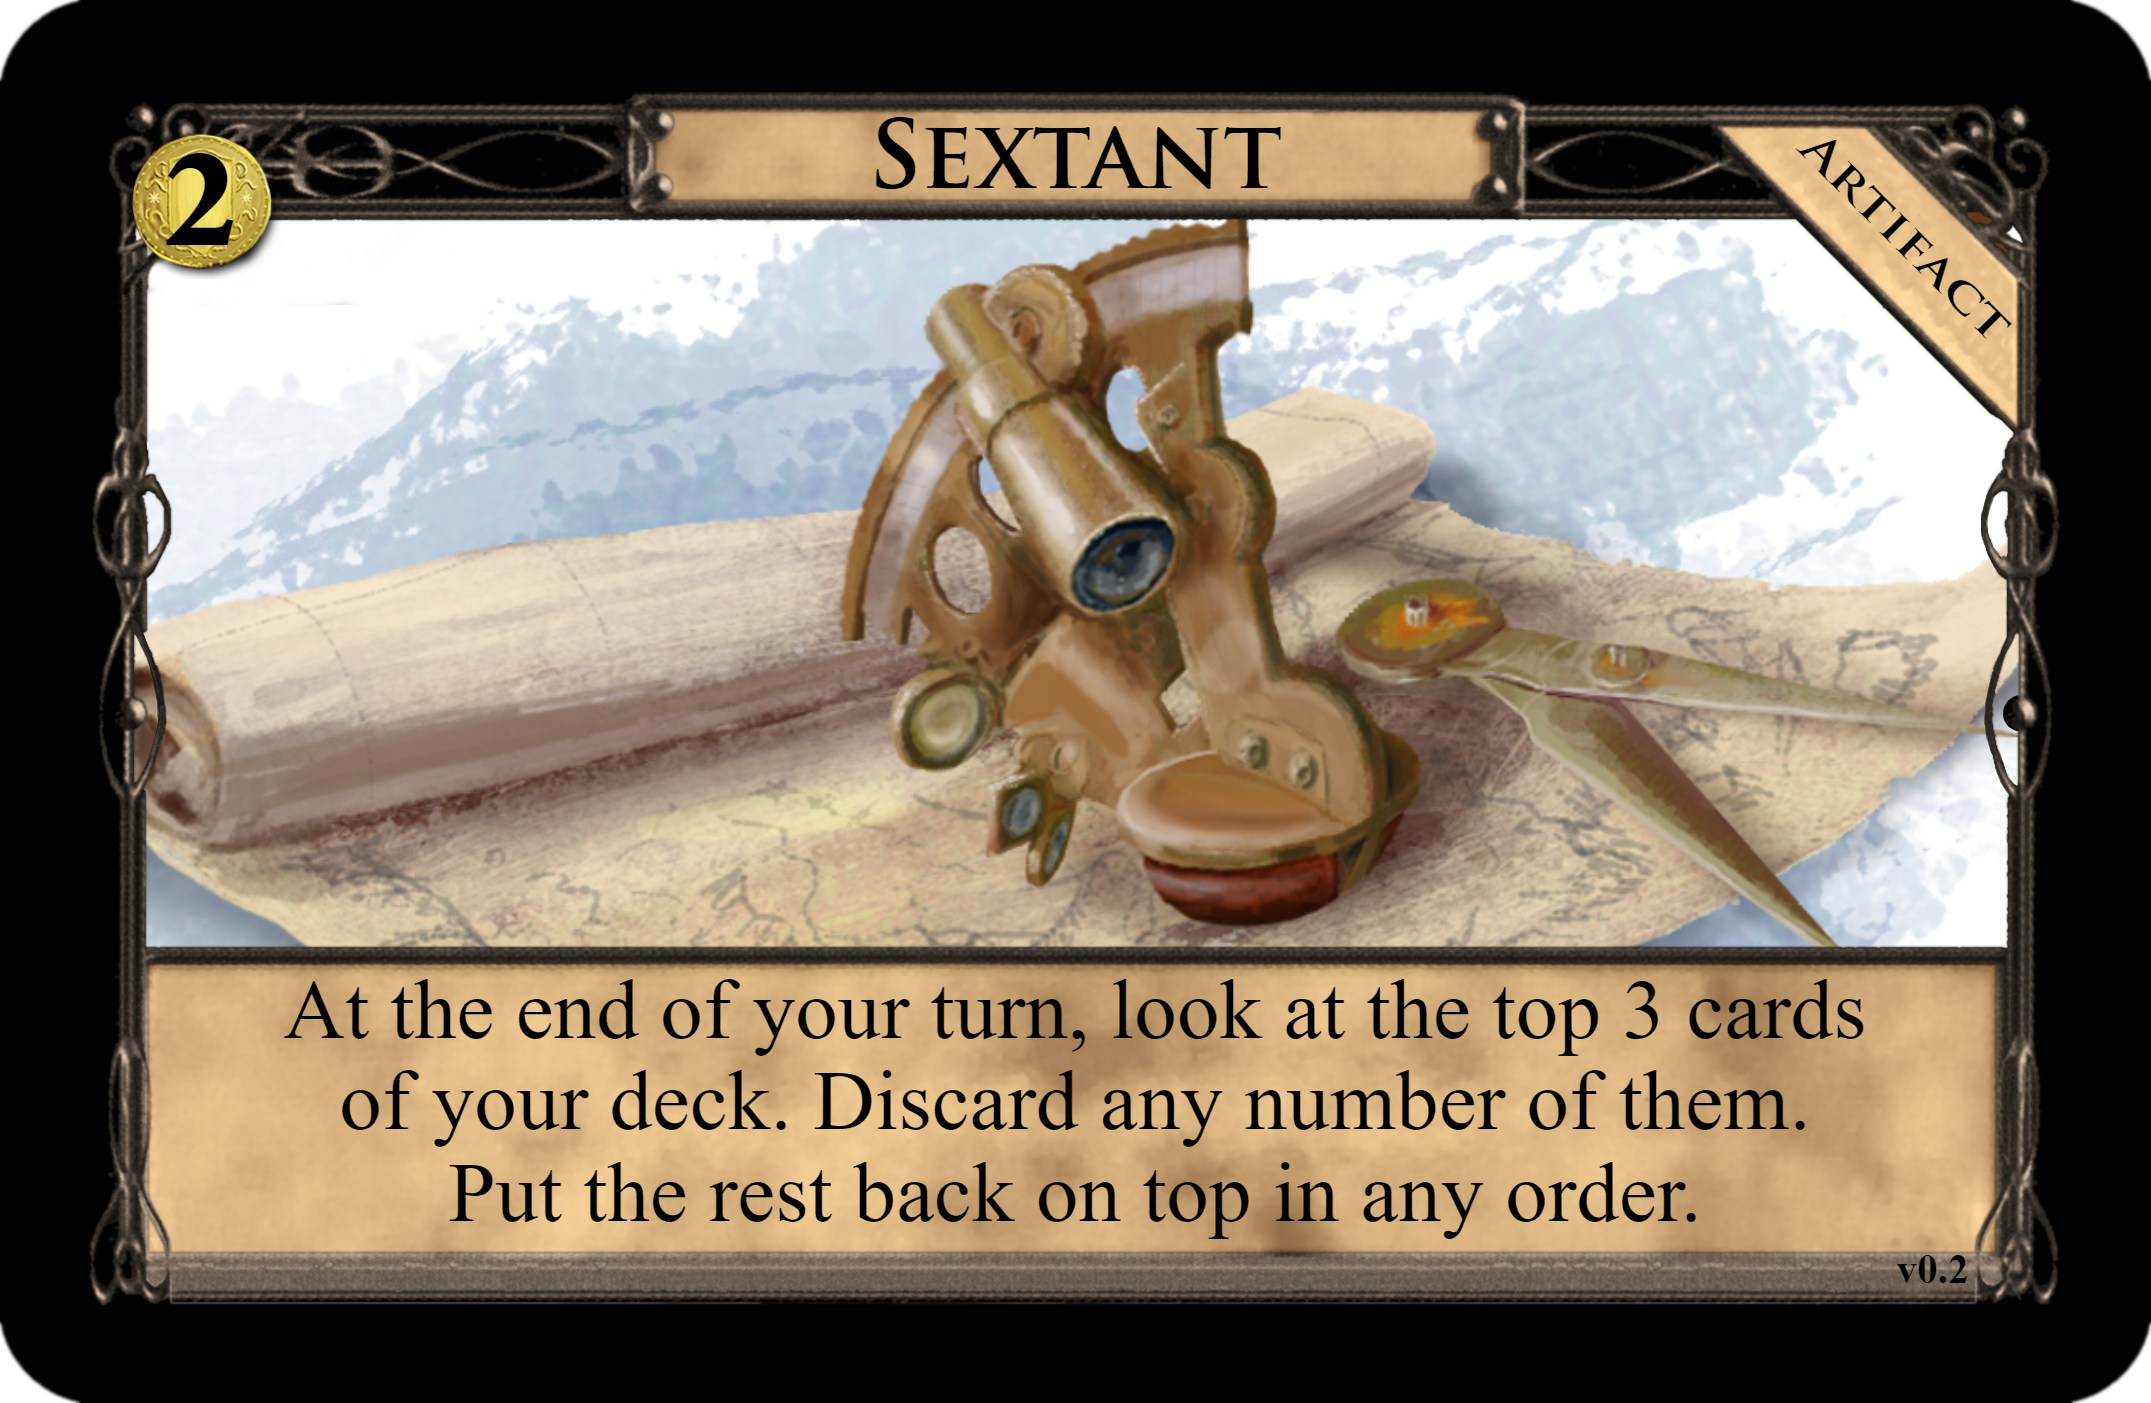 2
SEXTANT
ARTIFACT
At the end of your turn, look at the top 3 cards
of your deck. Discard any number of them.
Put the rest back on top in any order.
v0.2